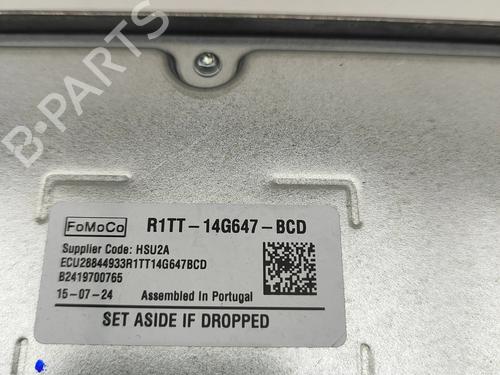 B-PARTS
FoMoCo
R1TT-14G647-BCD
Supplier Code: HSU2A
ECU28844933R1TT14G647BCD
B2419700765
15-07-24 Assembled In Portugal
SET ASIDE IF DROPPED